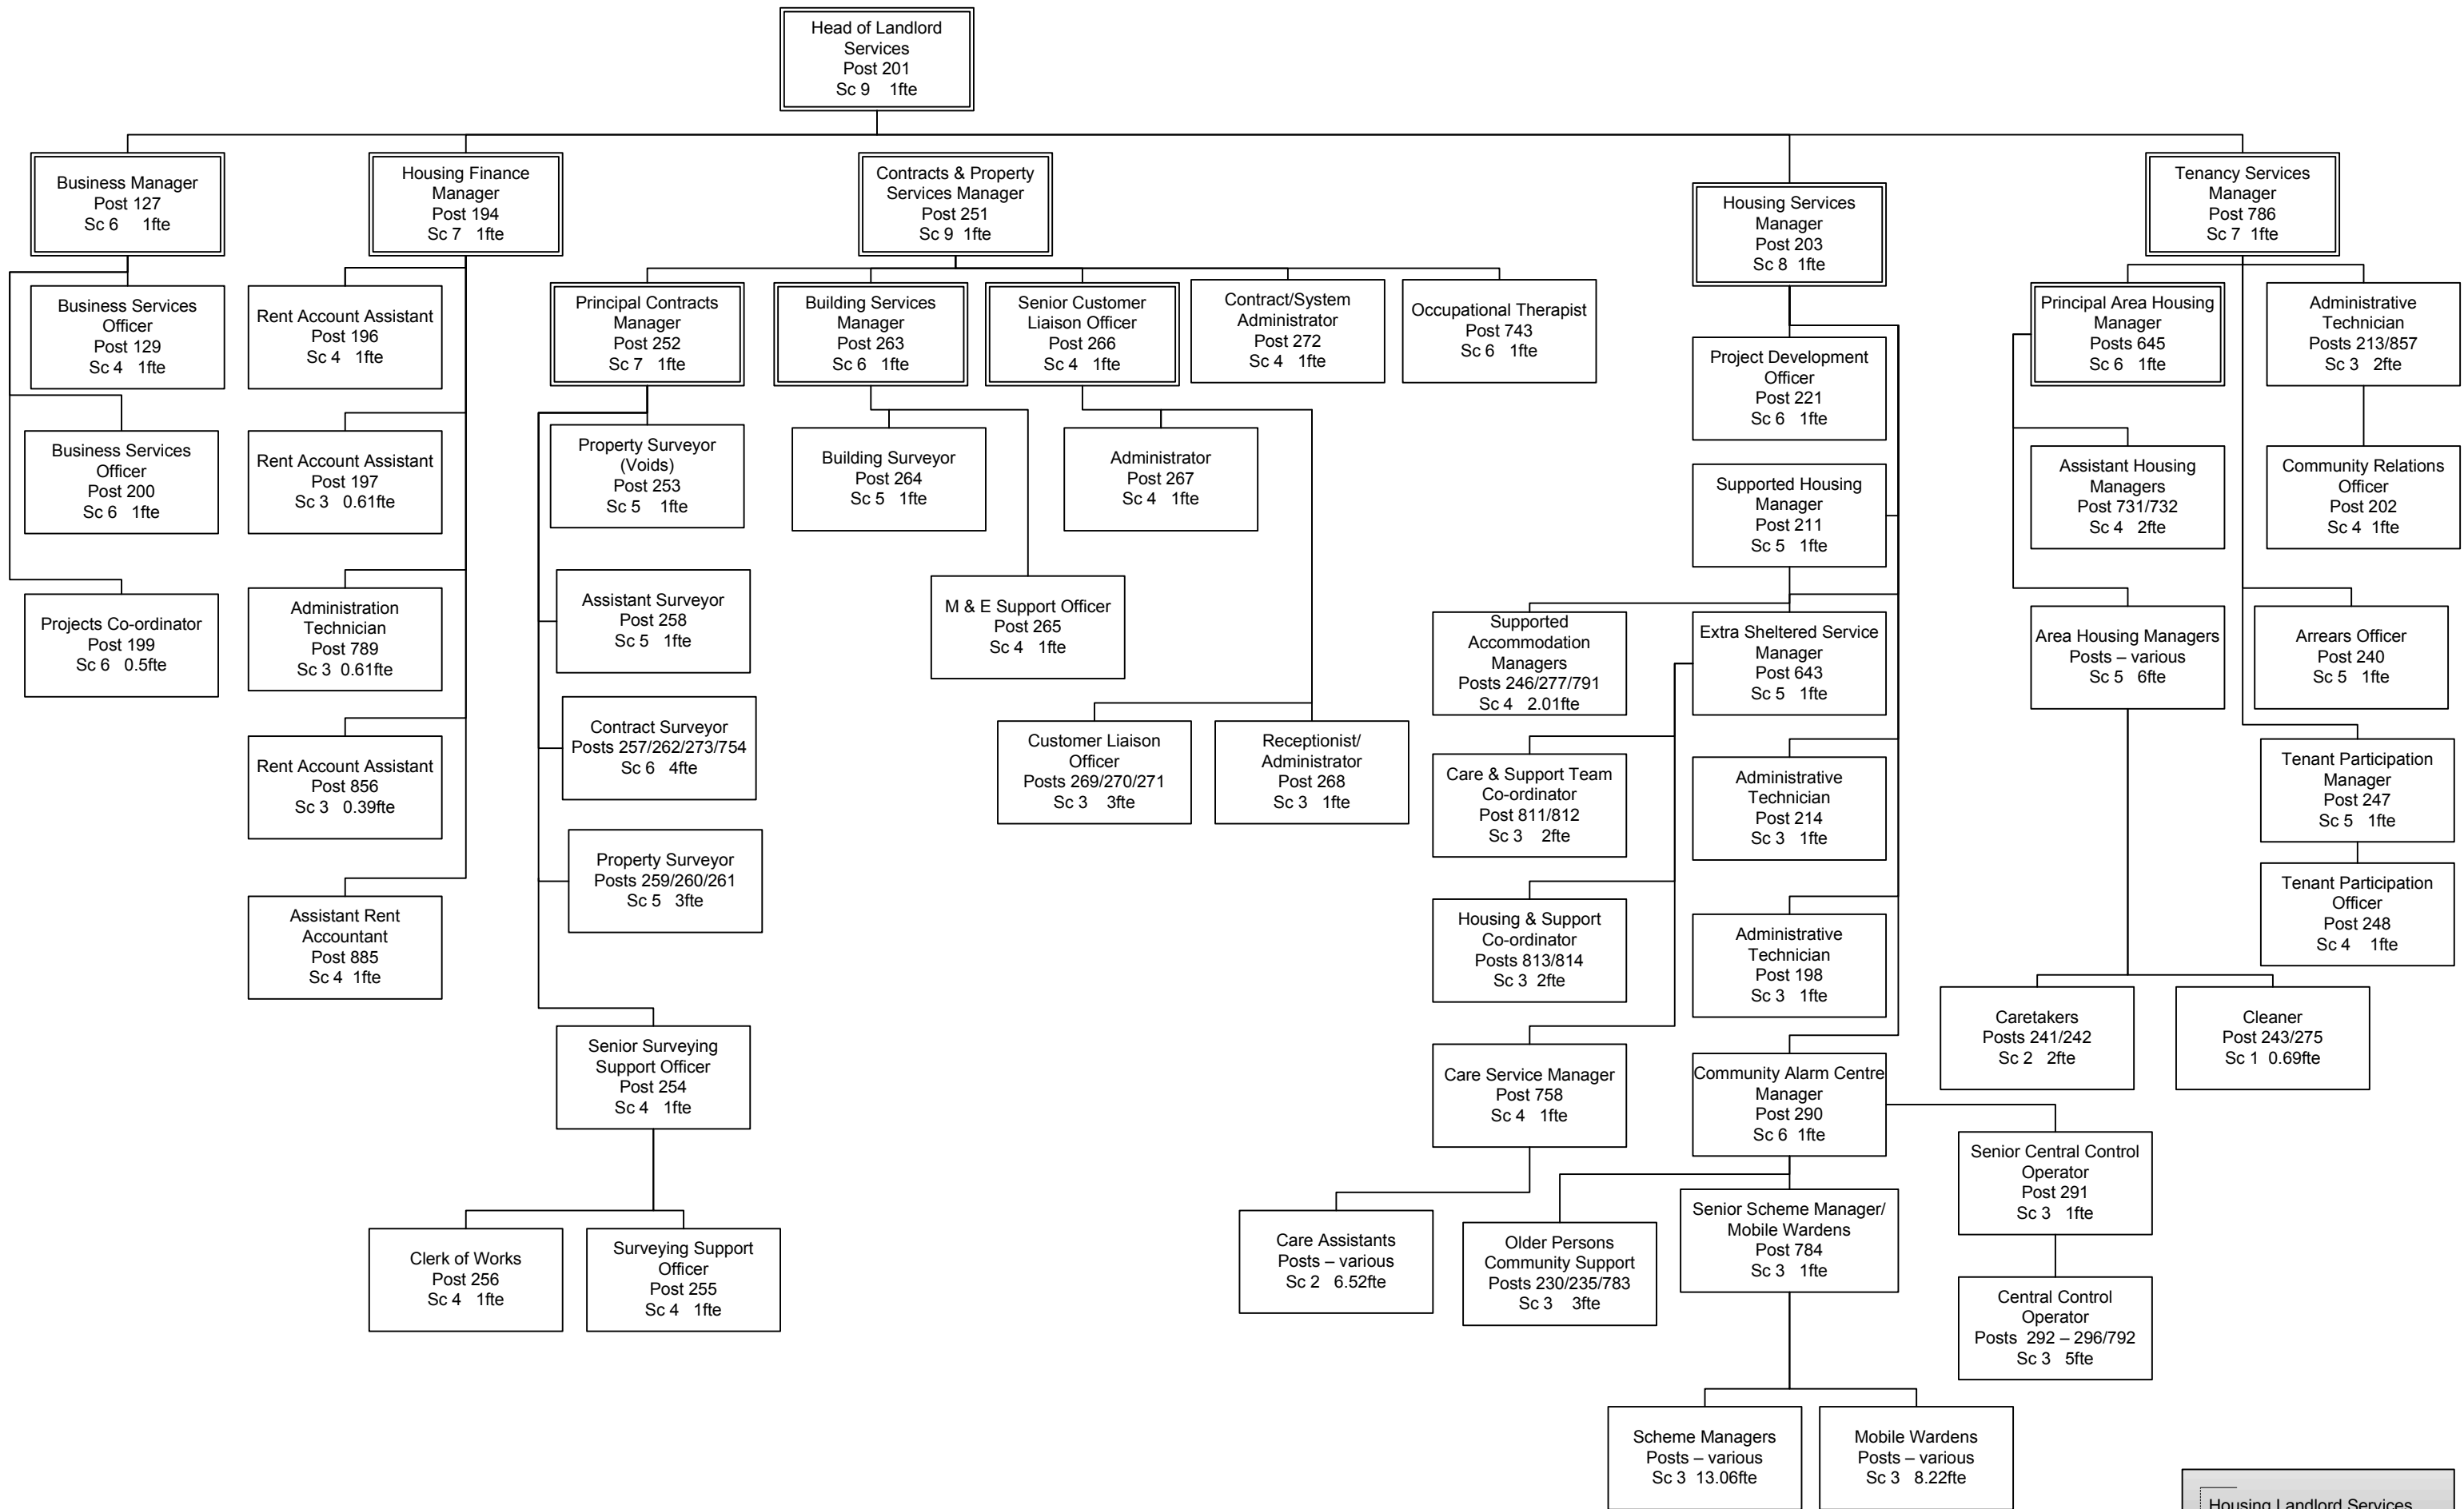 Head of Landlord
Services
Post 201
Sc 9 1fte
Business Manager
Post 127
Sc 6 1fte
Housing Finance
Manager
Post 194
Sc 7 1fte
Contracts & Property
Services Manager
Post 251
Sc 9 1fte
Housing Services
Manager
Post 203
Sc 8 1fte
Tenancy Services
Manager
Post 786
Sc 7 1fte
Business Services
Officer
Post 129
Sc 4 1fte
Business Services
Officer
Post 200
Sc 6 1fte
Projects Co-ordinator
Post 199
Sc 6 0.5fte
Rent Account Assistant
Post 196
Sc 4 1fte
Rent Account Assistant
Post 197
Sc 3 0.61fte
Administration
Technician
Post 789
Sc 3 0.61fte
Rent Account Assistant
Post 856
Sc 3 0.39fte
Assistant Rent
Accountant
Post 885
Sc 4 1fte
Principal Contracts
Manager
Post 252
Sc 7 1fte
Building Services
Manager
Post 263
Sc 6 1fte
Senior Customer
Liaison Officer
Post 266
Sc 4 1fte
Contract/System
Administrator
Post 272
Sc 4 1fte
Occupational Therapist
Post 743
Sc 6 1fte
Property Surveyor
(Voids)
Post 253
Sc 5 1fte
Assistant Surveyor
Post 258
Sc 5 1fte
Contract Surveyor
Posts 257/262/273/754
Sc 6 4fte
Property Surveyor
Posts 259/260/261
Sc 5 3fte
Senior Surveying
Support Officer
Post 254
Sc 4 1fte
Clerk of Works
Post 256
Sc 4 1fte
Surveying Support
Officer
Post 255
Sc 4 1fte
Building Surveyor
Post 264
Sc 5 1fte
M & E Support Officer
Post 265
Sc 4 1fte
Administrator
Post 267
Sc 4 1fte
Customer Liaison
Officer
Posts 269/270/271
Sc 3 3fte
Receptionist/
Administrator
Post 268
Sc 3 1fte
Project Development
Officer
Post 221
Sc 6 1fte
Supported Housing
Manager
Post 211
Sc 5 1fte
Supported
Accommodation
Managers
Posts 246/277/791
Sc 4 2.01fte
Extra Sheltered Service
Manager
Post 643
Sc 5 1fte
Care & Support Team
Co-ordinator
Post 811/812
Sc 3 2fte
Administrative
Technician
Post 214
Sc 3 1fte
Housing & Support
Co-ordinator
Posts 813/814
Sc 3 2fte
Administrative
Technician
Post 198
Sc 3 1fte
Care Service Manager
Post 758
Sc 4 1fte
Community Alarm Centre
Manager
Post 290
Sc 6 1fte
Care Assistants
Posts – various
Sc 2 6.52fte
Older Persons
Community Support
Posts 230/235/783
Sc 3 3fte
Senior Scheme Manager/
Mobile Wardens
Post 784
Sc 3 1fte
Senior Central Control
Operator
Post 291
Sc 3 1fte
Central Control
Operator
Posts 292 – 296/792
Sc 3 5fte
Scheme Managers
Posts – various
Sc 3 13.06fte
Mobile Wardens
Posts – various
Sc 3 8.22fte
Principal Area Housing
Manager
Posts 645
Sc 6 1fte
Administrative
Technician
Posts 213/857
Sc 3 2fte
Assistant Housing
Managers
Post 731/732
Sc 4 2fte
Community Relations
Officer
Post 202
Sc 4 1fte
Area Housing Managers
Posts – various
Sc 5 6fte
Arrears Officer
Post 240
Sc 5 1fte
Tenant Participation
Manager
Post 247
Sc 5 1fte
Tenant Participation
Officer
Post 248
Sc 4 1fte
Caretakers
Posts 241/242
Sc 2 2fte
Cleaner
Post 243/275
Sc 1 0.69fte
Housing Landlord Services